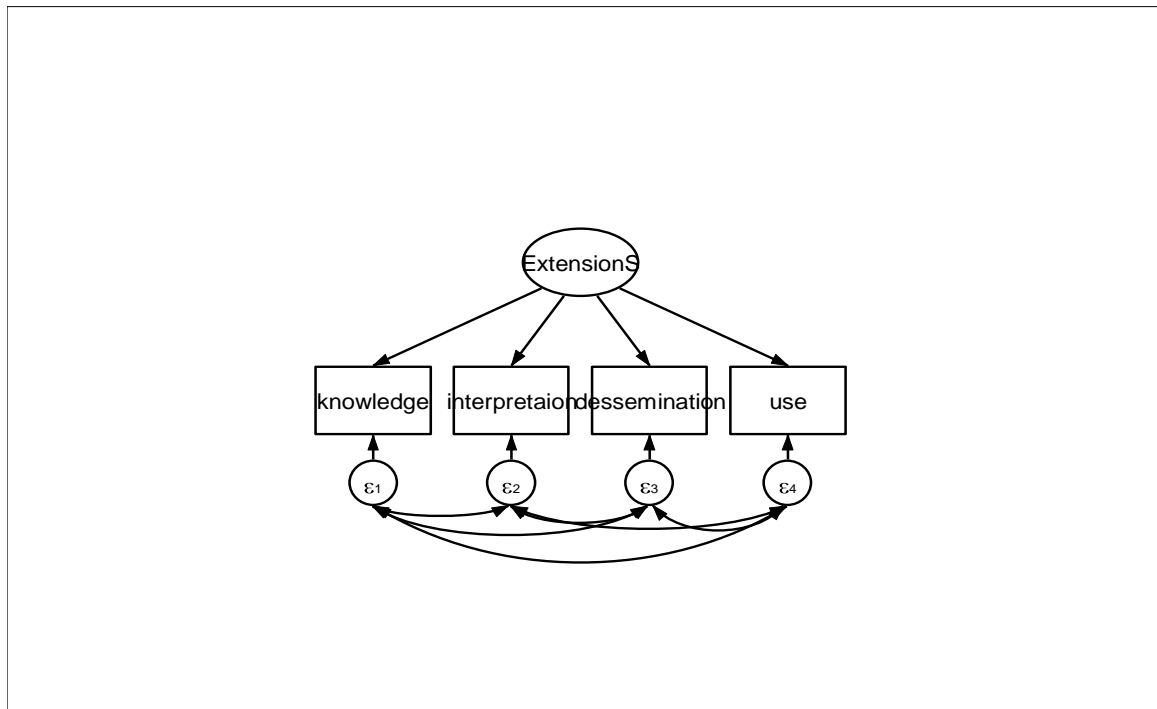 ExtensionS
knowledge
interpretaion
dessemination
use
ε1
ε2
ε3
ε4